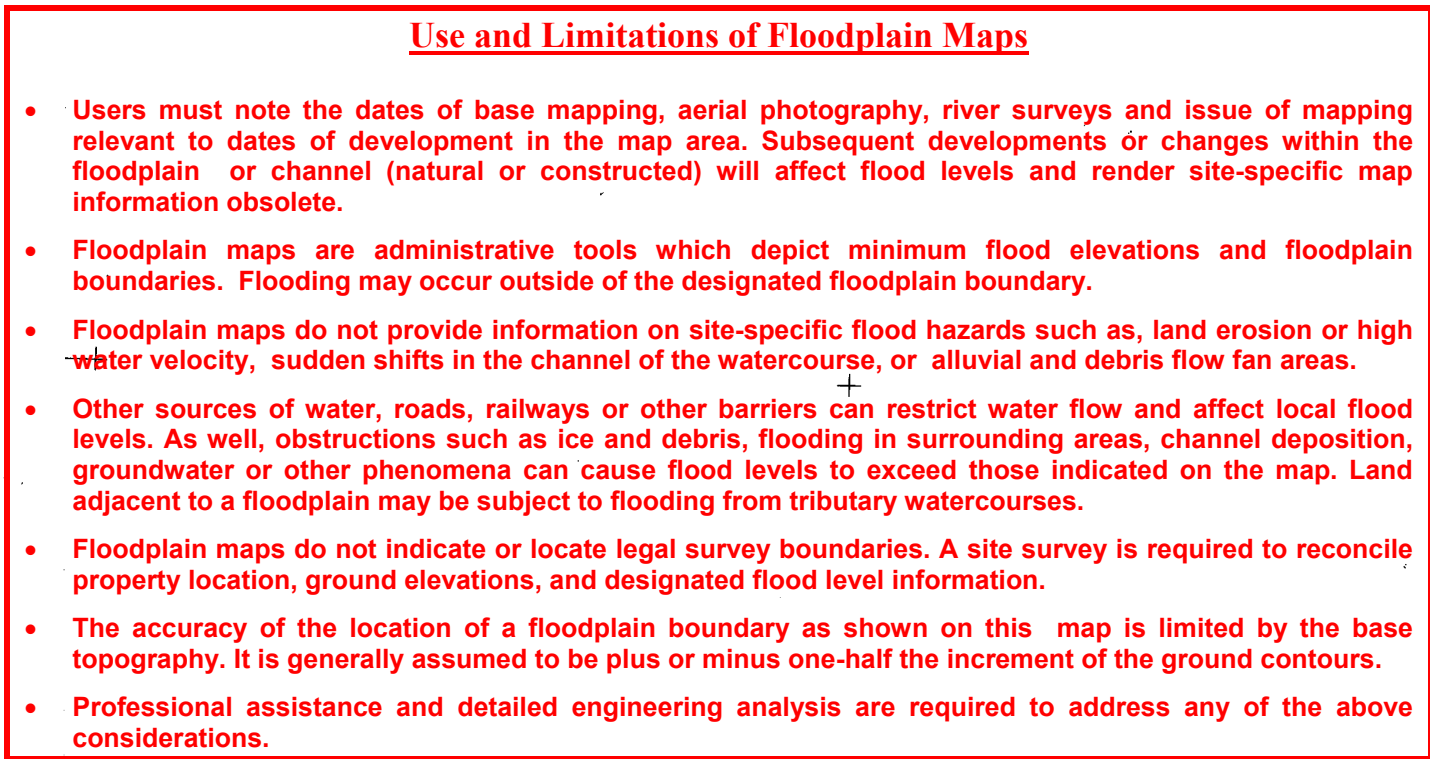 Use and Limitations of Floodplain Maps
• Users must note the dates of base mapping, aerial photography, river surveys and issue of mapping
relevant to dates of development in the map area. Subsequent developments or changes within the
floodplain or channel (natural or constructed) will affect flood levels and render site-specific map
information obsolete.
• Floodplain maps are administrative tools which depict minimum flood elevations and floodplain
boundaries. Flooding may occur outside of the designated floodplain boundary.
• Floodplain maps do not provide information on site-specific flood hazards such as, land erosion or high
water velocity, sudden shifts in the channel of the watercourse, or alluvial and debris flow fan areas.
• Other sources of water, roads, railways or other barriers can restrict water flow and affect local flood
levels. As well, obstructions such as ice and debris, flooding in surrounding areas, channel deposition,
groundwater or other phenomena can cause flood levels to exceed those indicated on the map. Land
adjacent to a floodplain may be subject to flooding from tributary watercourses.
• Floodplain maps do not indicate or locate legal survey boundaries. A site survey is required to reconcile
property location, ground elevations, and designated flood level information.
• The accuracy of the location of a floodplain boundary as shown on this map is limited by the base
topography. It is generally assumed to be plus or minus one-half the increment of the ground contours.
• Professional assistance and detailed engineering analysis are required to address any of the above
considerations.